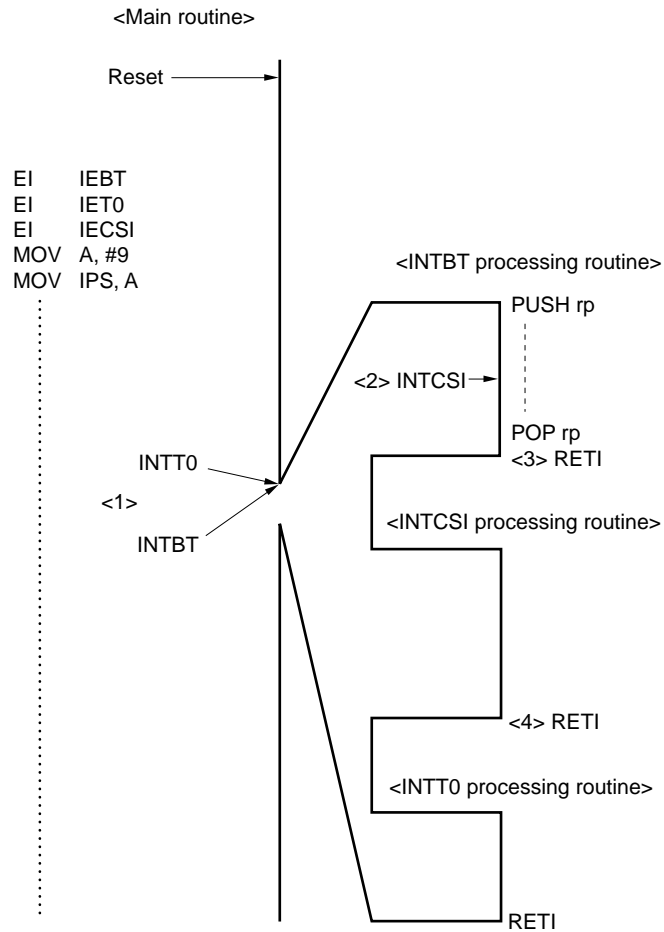 <Main routine>
Reset
EI IEBT
EI IET0
EI IECSI
MOV A, #9
MOV IPS, A
<INTBT processing routine>
PUSH rp
<2> INTCSI
POP rp
<3> RETI
INTT0
<1>
INTBT
<INTCSI processing routine>
<4> RETI
<INTT0 processing routine>
RETI